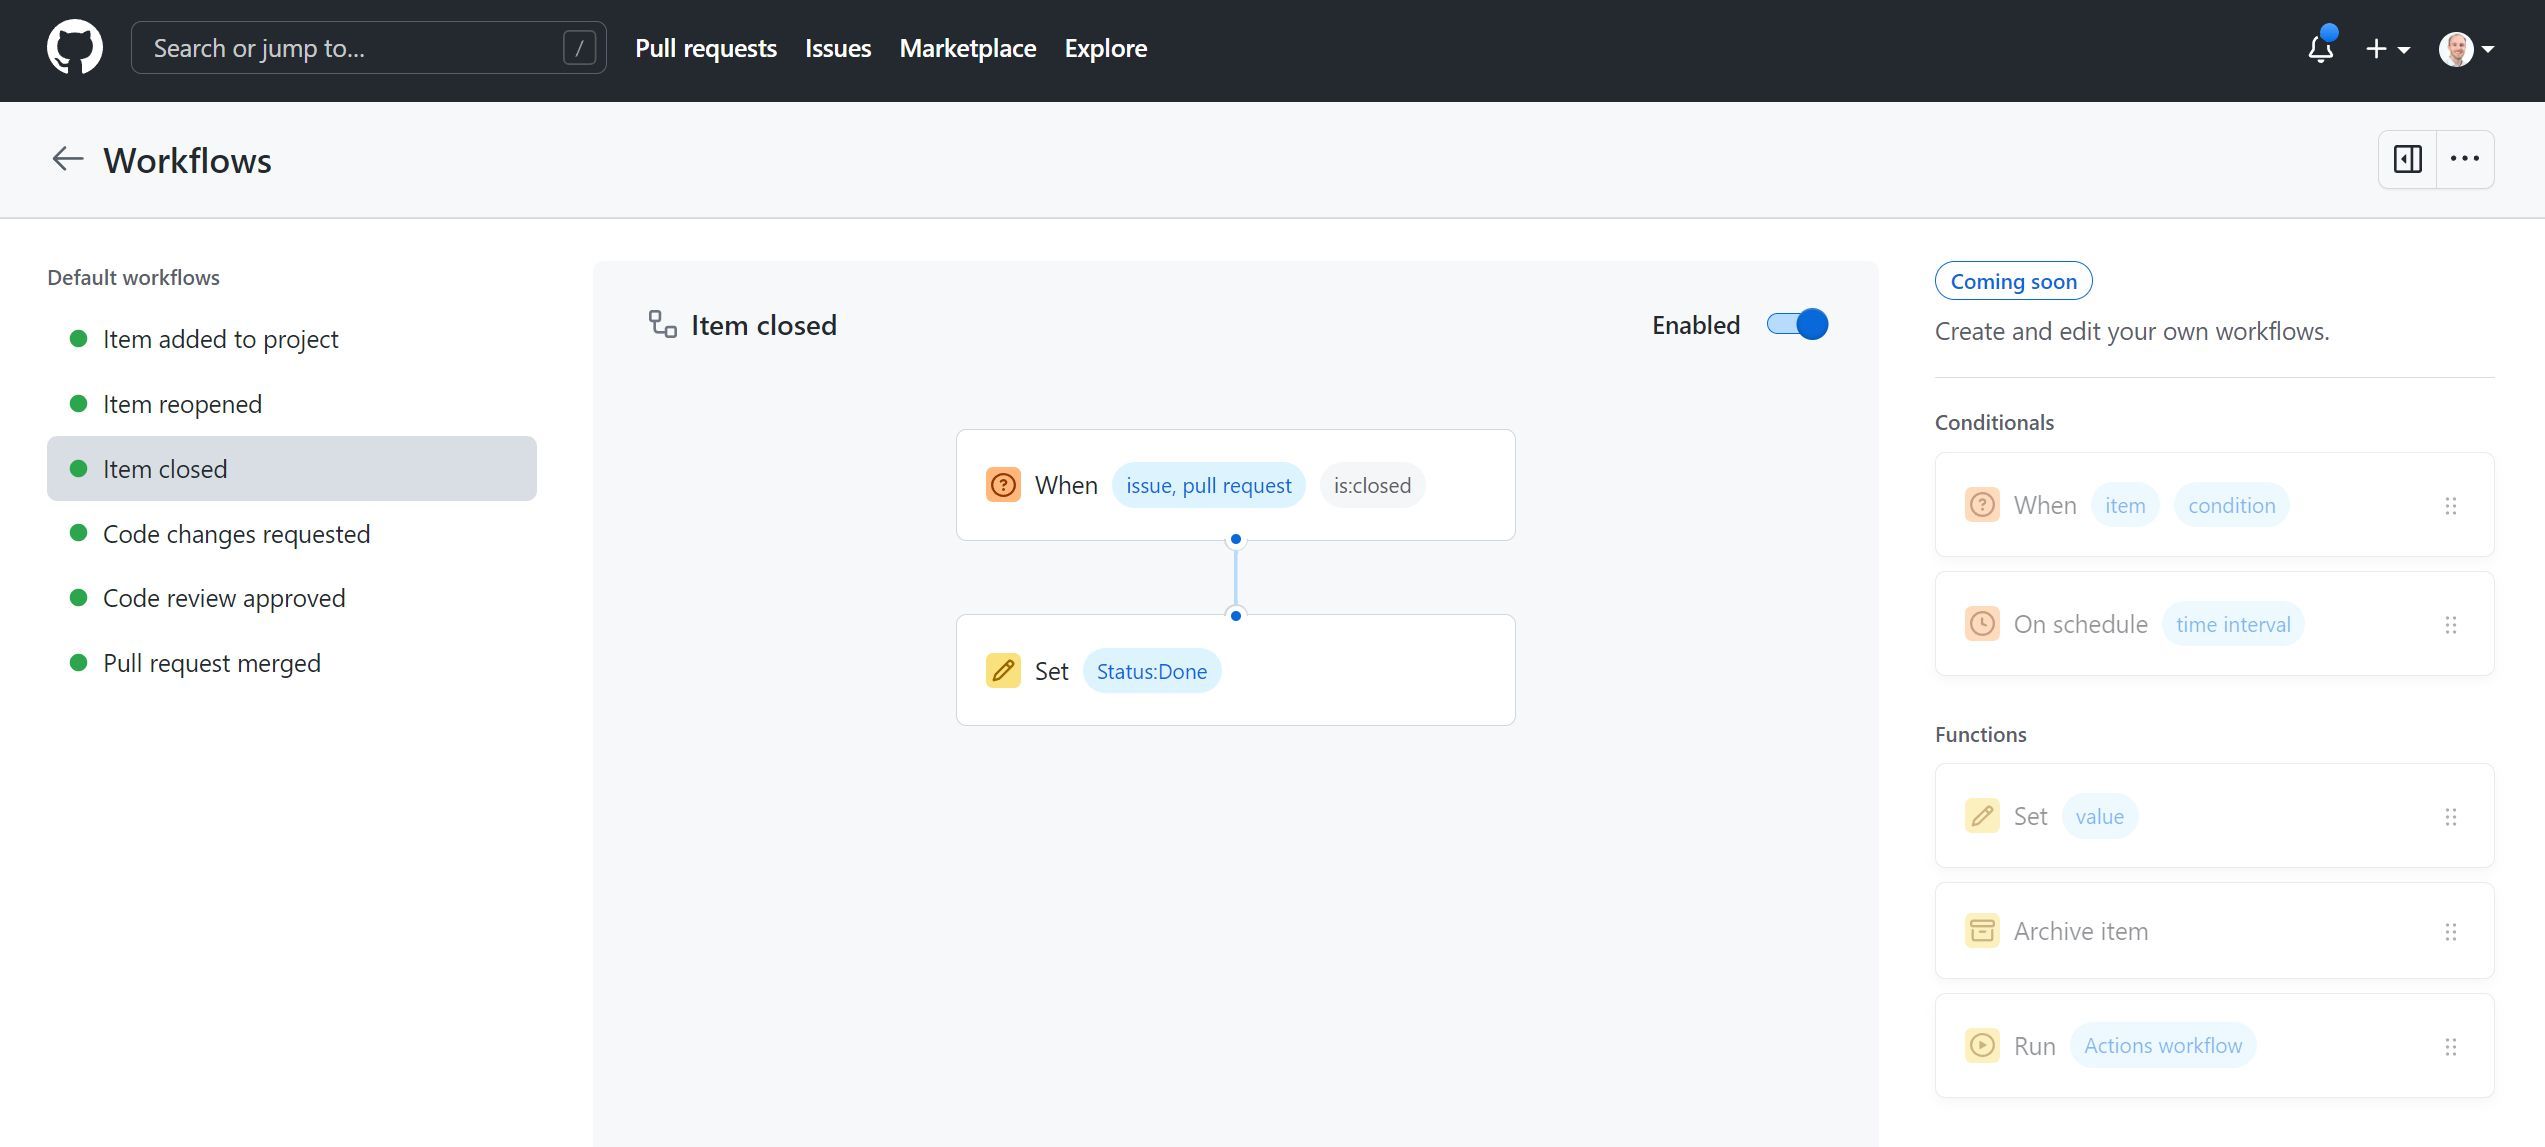 Search or jump to... /
Pull requests
Issues
Marketplace
Explore
Workflows
Default workflows
Item added to project
Item reopened
Item closed
Code changes requested
Code review approved
Pull request merged
Item closed
Enabled
When issue, pull request is:closed
Set Status:Done
Coming soon
Create and edit your own workflows.
Conditionals
When item condition
On schedule time interval
Functions
Set value
Archive item
Run Actions workflow